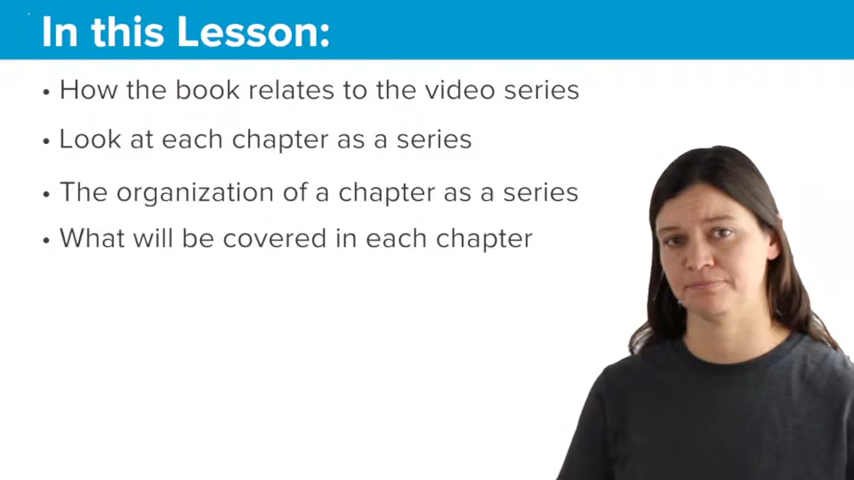 In this Lesson:
• How the book relates to the video series
• Look at each chapter as a series
• The organization of a chapter as a series
• What will be covered in each chapter